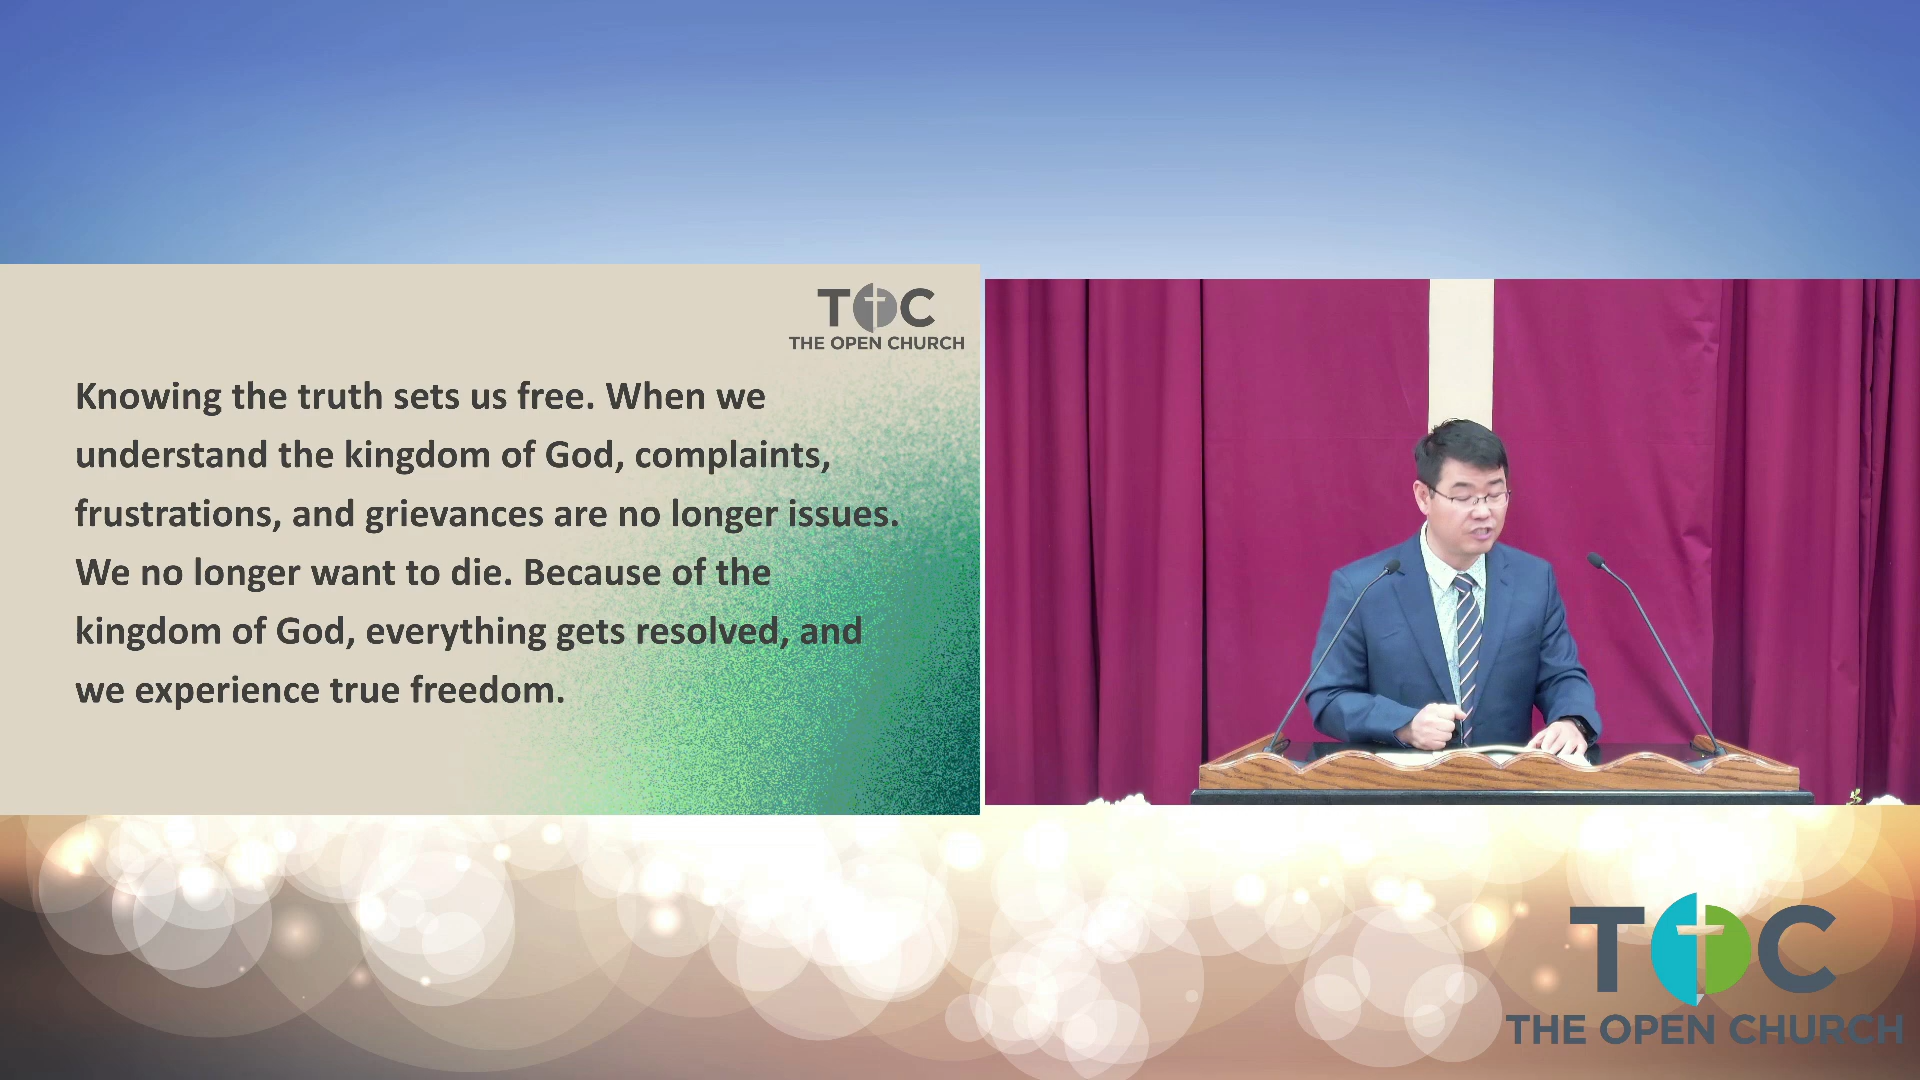 TOC
THE OPEN CHURCH
Knowing the truth sets us free. When we
understand the kingdom of God, complaints,
frustrations, and grievances are no longer issues.
We no longer want to die. Because of the
kingdom of God, everything gets resolved, and
we experience true freedom.
TOC
THE OPEN CHURCH